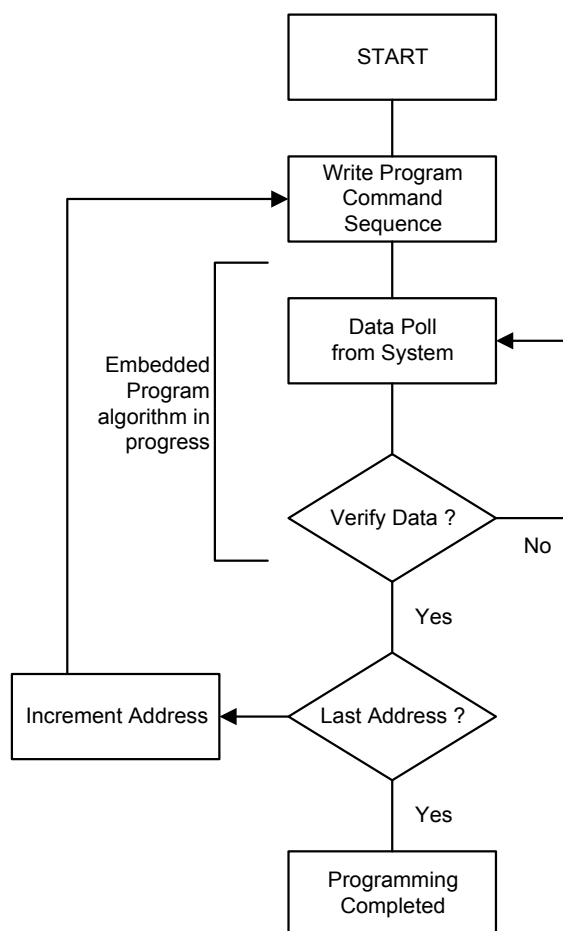 START
Write Program
Command
Sequence
Data Poll
from System
Embedded
Program
algorithm in
progress
Verify Data ?
No
Yes
Increment Address
Last Address ?
Yes
Programming
Completed